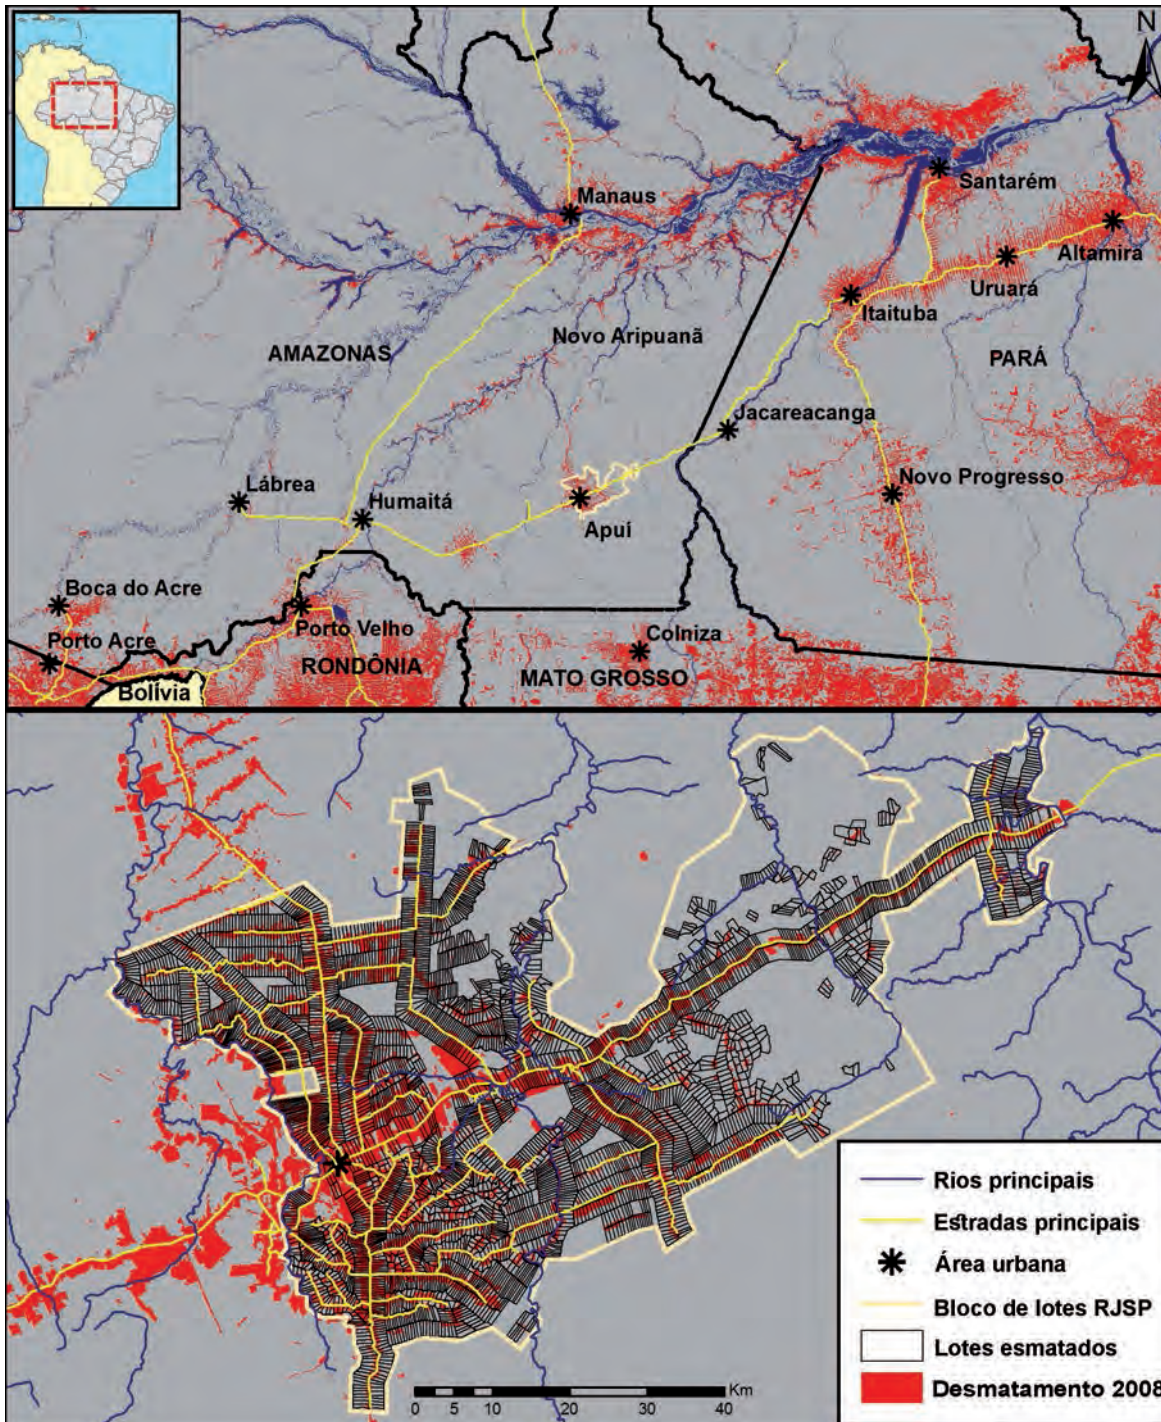 N
Manaus
Santarém
Altamira
Uruará
Itaituba
Novo Aripuanã
AMAZONAS
PARÁ
Jacareacanga
Lábrea
Humaitá
Novo Progresso
Apuí
Boca do Acre
Porto Velho
Porto Acre
Colniza
RONDÔNIA
MATO GROSSO
Bolívia
Rios principais
Estradas principais
Área urbana
Bloco de lotes RJSP
Lotes esmatados
Desmatamento 2008
Km
0 5 10 20 30 40